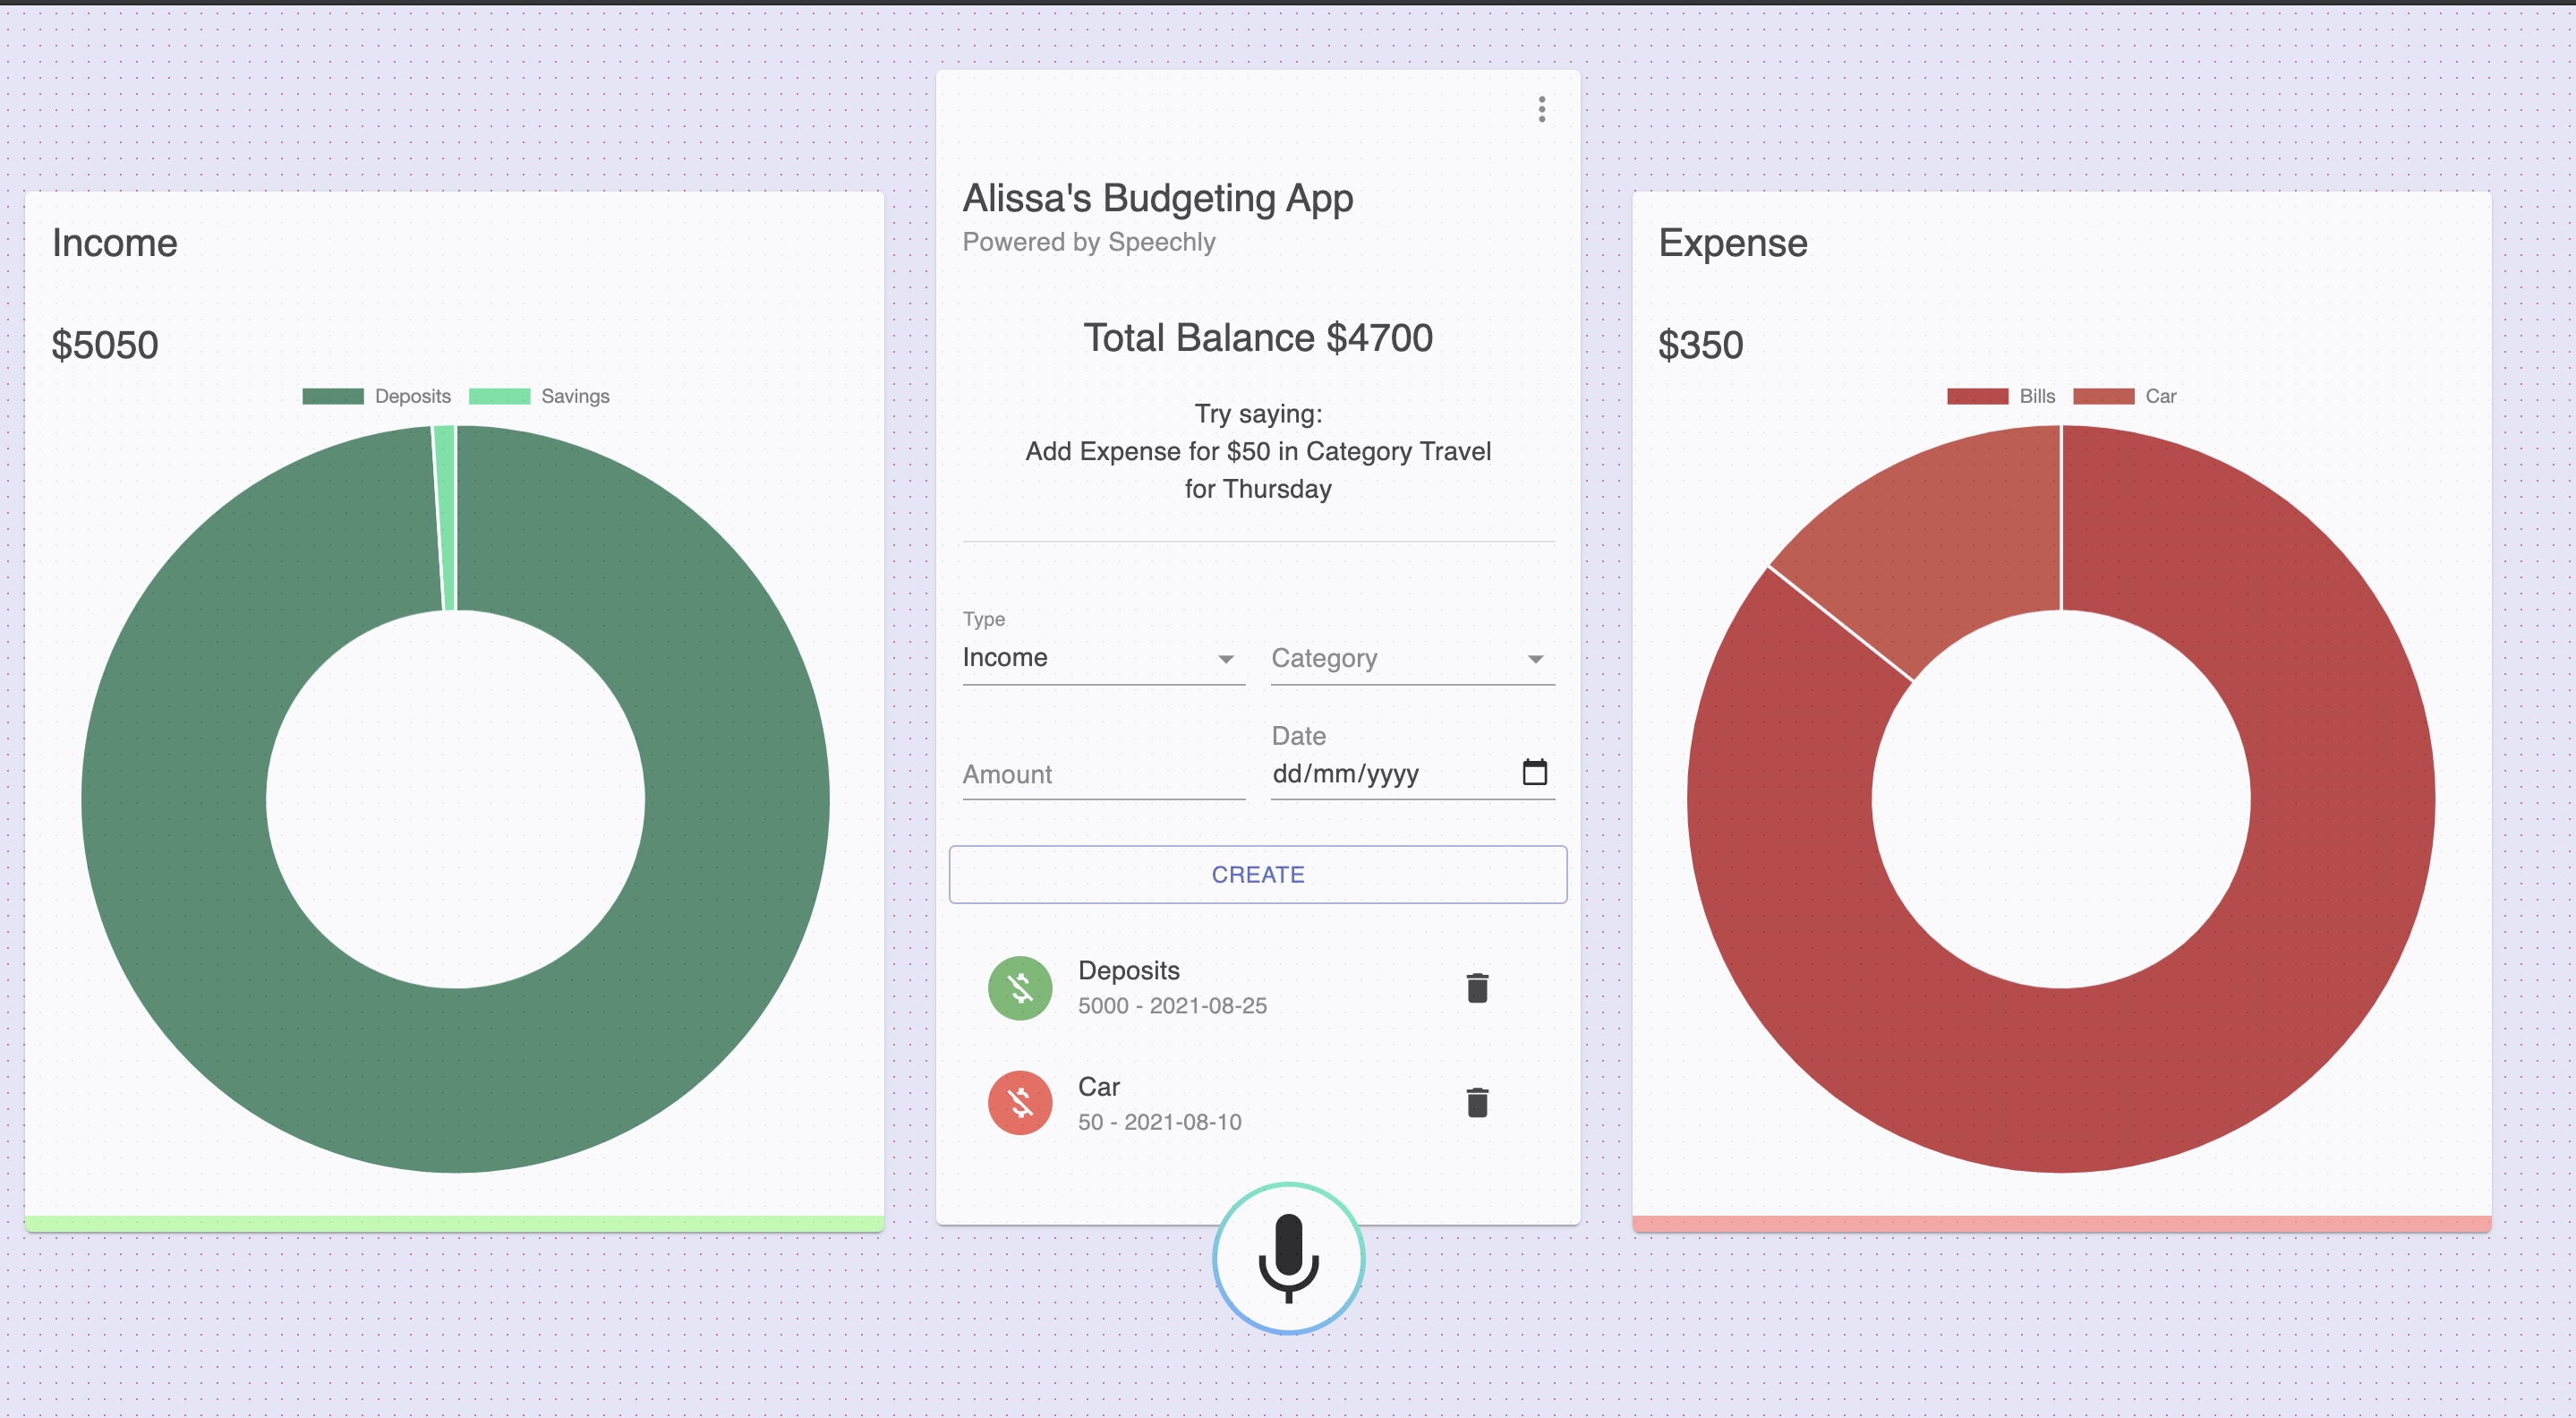 Income
$5050
Deposits Savings
Alissa's Budgeting App
Powered by Speechly
Total Balance $4700
Try saying:
Add Expense for $50 in Category Travel
for Thursday
Type
Income
Category
Amount
Date
dd/mm/yyyy
CREATE
Deposits
5000 - 2021-08-25
Car
50 - 2021-08-10
Expense
$350
Bills Car